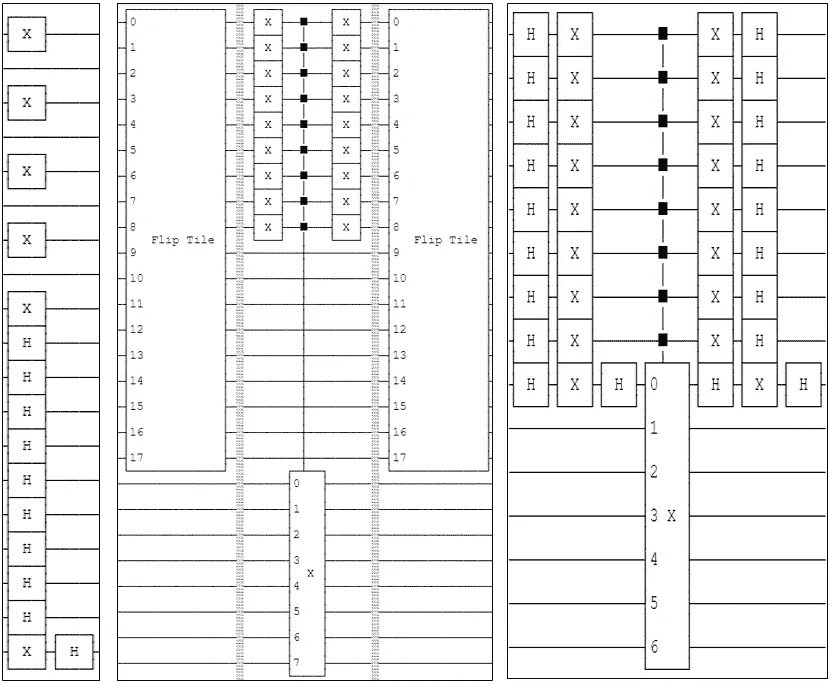 X
X
X
X
X
H
H
H
H
H
H
H
H
H
X H
0 X X 0
1 X X 1
2 X X 2
3 X X 3
4 X X 4
5 X X 5
6 X X 6
7 X X 7
8 X X 8
Flip Tile Flip Tile
9 9
10 10
11 11
12 12
13 13
14 14
15 15
16 16
17 17
0
1
2
3
X
4
5
6
7
H X X H
H X X H
H X X H
H X X H
H X X H
H X X H
H X X H
H X X H
H X H 0 H X H
1
2
3 X
4
5
6